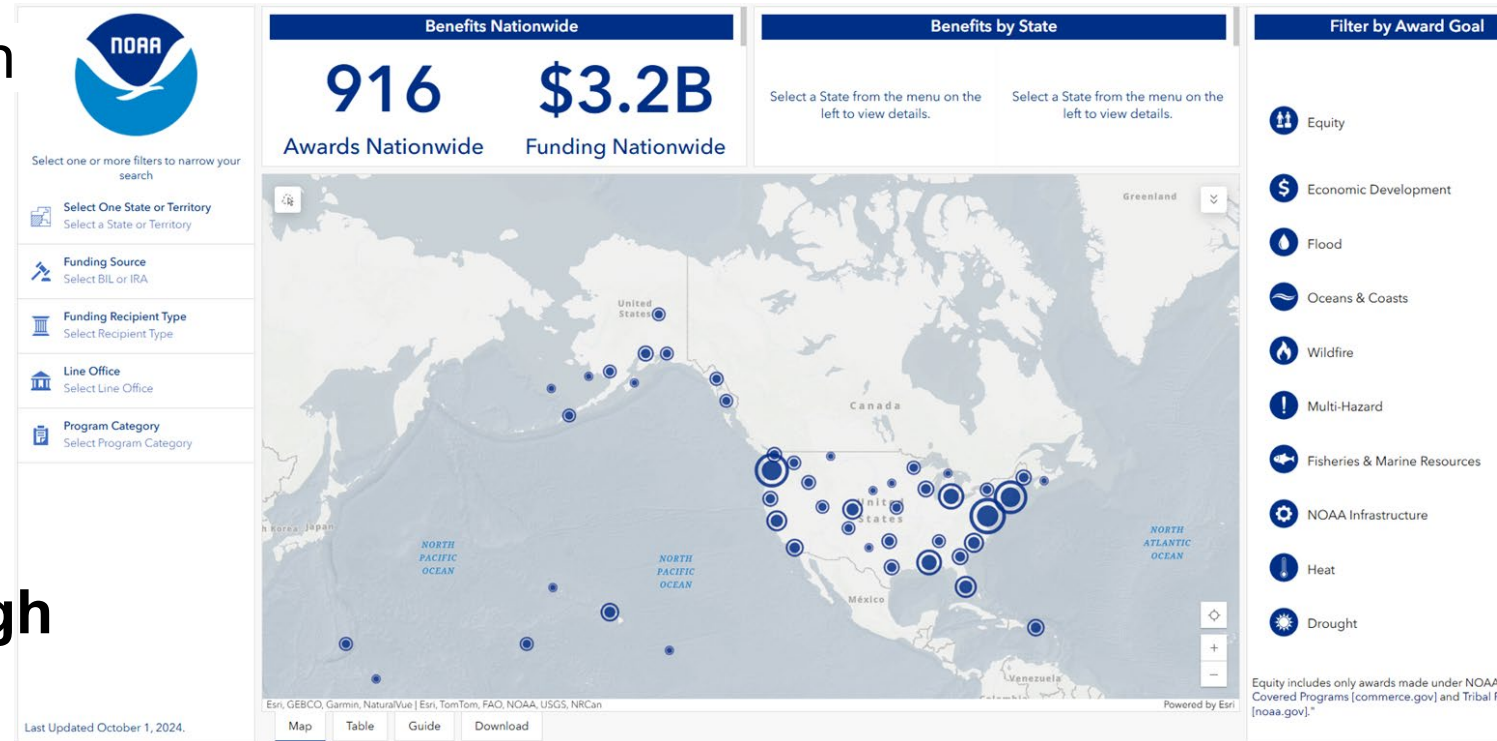 n
NOAA
Select one or more filters to narrow your
search
Select One State or Territory
Select a State or Territory
Funding Source
Select BIL or IRA
Funding Recipient Type
Select Recipient Type
Line Office
Select Line Office
Program Category
Select Program Category
gh
Last Updated October 1, 2024.
Benefits Nationwide
916
Awards Nationwide
$3.2B
Funding Nationwide
Benefits by State
Select a State from the menu on the
left to view details.
Select a State from the menu on the
left to view details.
Greenland
United
States
Canada
United
States
h Korea
Japan
NORTH
PACIFIC
OCEAN
NORTH
PACIFIC
OCEAN
NORTH
ATLANTIC
OCEAN
México
Venezuela
Colombia
+
−
Esri, GEBCO, Garmin, NaturalVue | Esri, TomTom, FAO, NOAA, USGS, NRCan
Powered by Esri
Map
Table
Guide
Download
Filter by Award Goal
Equity
$
Economic Development
Flood
Oceans & Coasts
Wildfire
!
Multi-Hazard
Fisheries & Marine Resources
NOAA Infrastructure
Heat
Drought
Equity includes only awards made under NOAA
Covered Programs [commerce.gov] and Tribal P
[noaa.gov]."